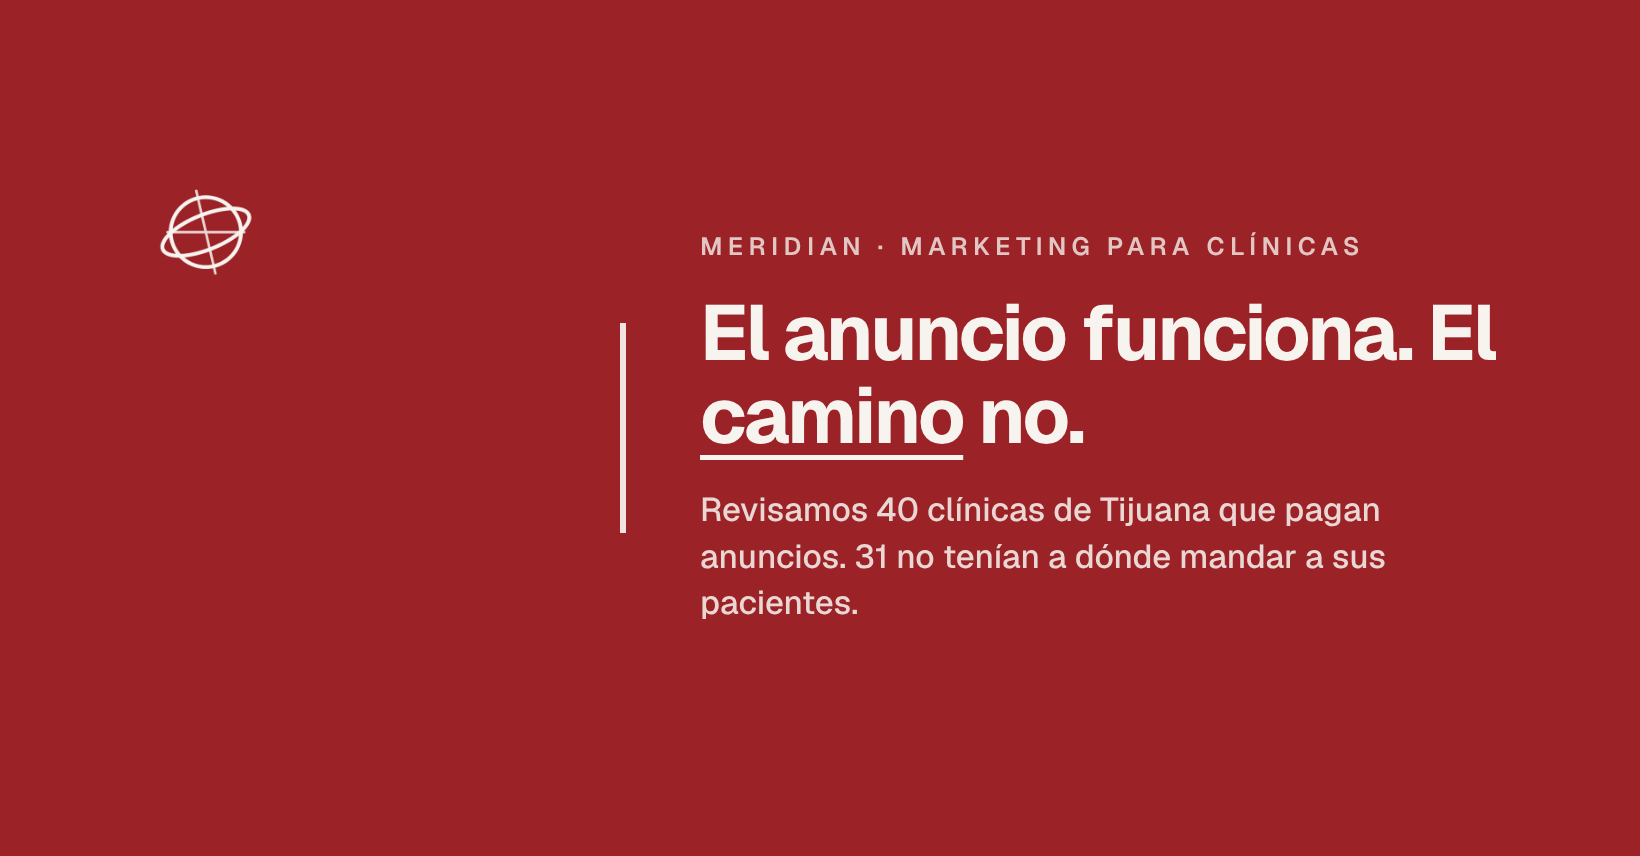 MERIDIAN · MARKETING PARA CLÍNICAS
El anuncio funciona. El
camino no.
Revisamos 40 clínicas de Tijuana que pagan
anuncios. 31 no tenían a dónde mandar a sus
pacientes.